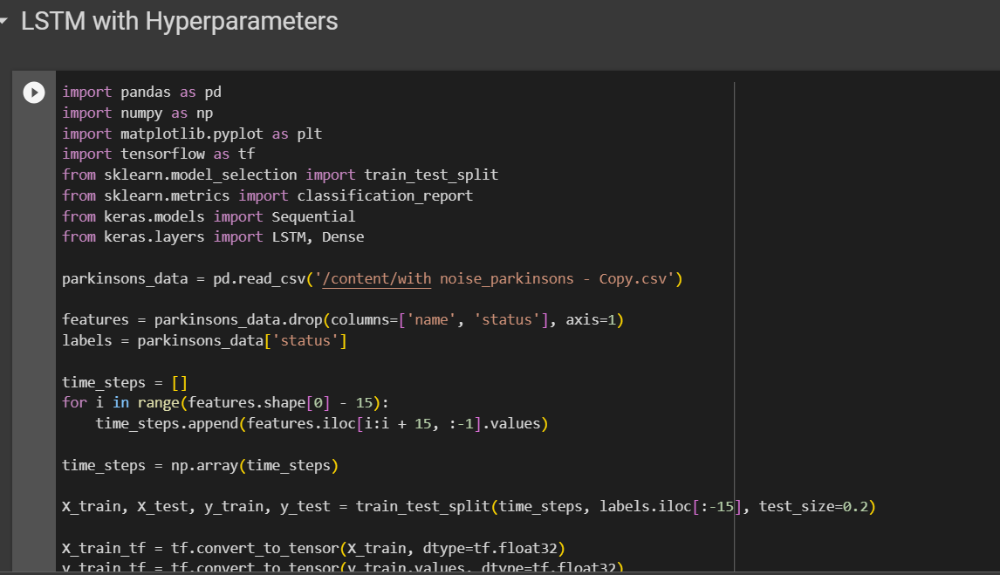 LSTM with Hyperparameters
import pandas as pd
import numpy as np
import matplotlib.pyplot as plt
import tensorflow as tf
from sklearn.model_selection import train_test_split
from sklearn.metrics import classification_report
from keras.models import Sequential
from keras.layers import LSTM, Dense
parkinsons_data = pd.read_csv('/content/with noise_parkinsons - Copy.csv')
features = parkinsons_data.drop(columns=['name', 'status'], axis=1)
labels = parkinsons_data['status']
time_steps = []
for i in range(features.shape[0] - 15):
    time_steps.append(features.iloc[i:i + 15, :-1].values)
time_steps = np.array(time_steps)
X_train, X_test, y_train, y_test = train_test_split(time_steps, labels.iloc[:-15], test_size=0.2)
X_train_tf = tf.convert_to_tensor(X_train, dtype=tf.float32)
y_train_tf = tf.convert_to_tensor(y_train.values, dtype=tf.float32)